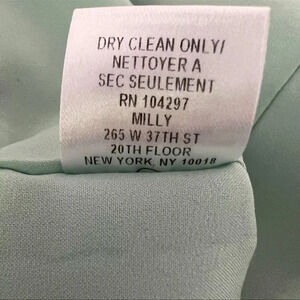 DRY CLEAN ONLY/
NETTOYER A
SEC SEULEMENT
RN 104297
MILLY
265 W 37TH ST
20TH FLOOR
NEW YORK, NY 10018